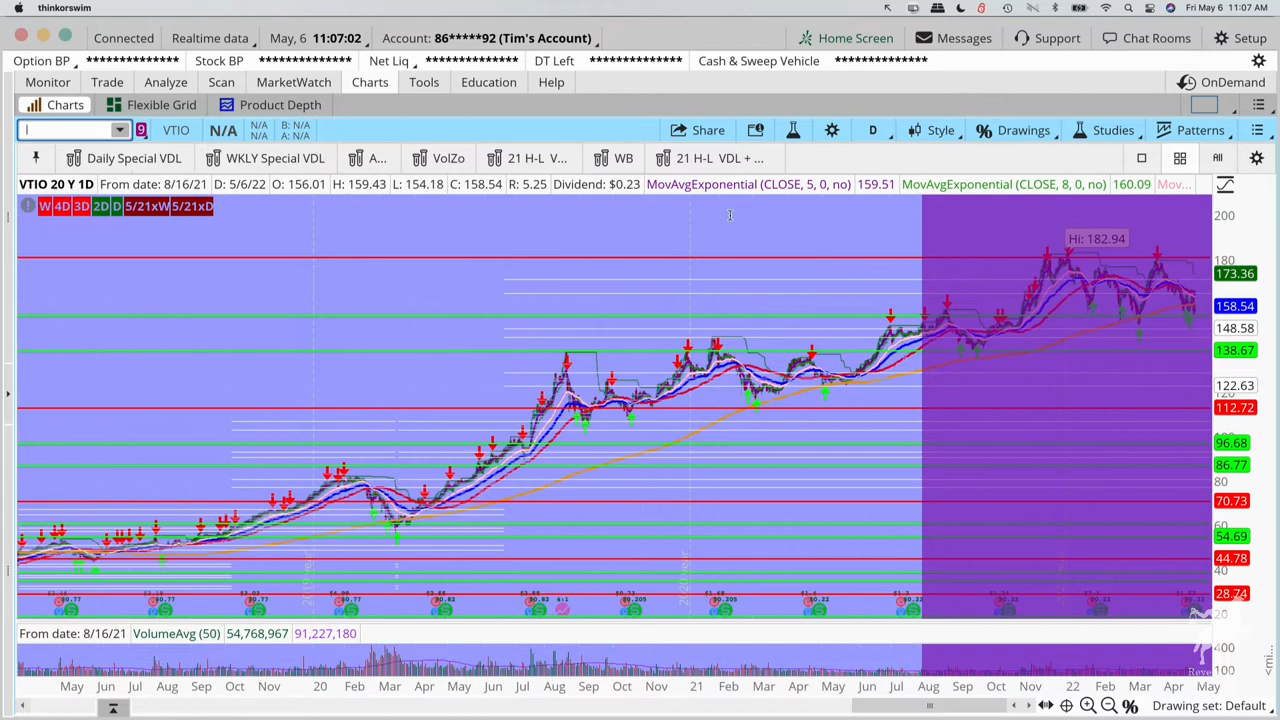 thinkorswim
Fri May 6 11:07 AM
Connected Realtime data May, 6 11:07:02 Account: 86*****92 (Tim's Account) Home Screen Messages Support Chat Rooms Setup
Option BP ************** Stock BP ************** Net Liq ************** DT Left ************** Cash & Sweep Vehicle **************
Monitor Trade Analyze Scan MarketWatch Charts Tools Education Help OnDemand
Charts Flexible Grid Product Depth
9 VTIO N/A N/A N/A B: N/A A: N/A Share D Style Drawings Studies Patterns
Daily Special VDL WKLY Special VDL A... VolZo 21 H-L V... WB 21 H-L VDL + ... All
VTIO 20 Y 1D From date: 8/16/21 D: 5/6/22 O: 156.01 H: 159.43 L: 154.18 C: 158.54 R: 5.25 Dividend: $0.23 MovAvgExponential (CLOSE, 5, 0, no) 159.51 MovAvgExponential (CLOSE, 8, 0, no) 160.09 Mov...
W 4D 3D 2D D 5/21xW 5/21xD
200
Hi: 182.94
180
173.36
158.54
148.58
138.67
122.63
120
112.72
96.68
86.77
80
70.73
60
54.69
44.78
40
28.74
20
From date: 8/16/21 VolumeAvg (50) 54,768,967 91,227,180
400
100
<mi...
May Jun Jul Aug Sep Oct Nov 20 Feb Mar Apr May Jun Jul Aug Sep Oct Nov 21 Feb Mar Apr May Jun Jul Aug Sep Oct Nov 22 Feb Mar Apr May
Drawing set: Default